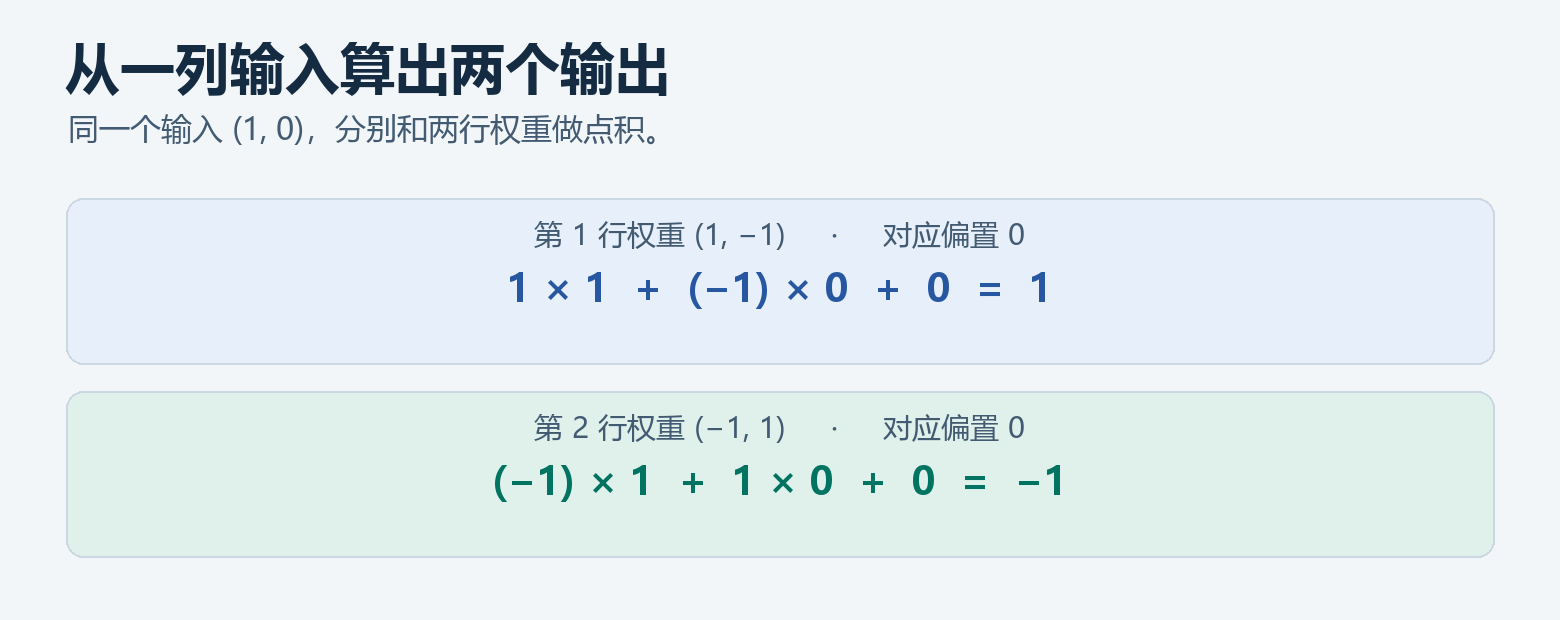 从一列输入算出两个输出
同一个输入 (1, 0)，分别和两行权重做点积。
第 1 行权重 (1, −1) · 对应偏置 0
1 × 1 + (−1) × 0 + 0 = 1
第 2 行权重 (−1, 1) · 对应偏置 0
(−1) × 1 + 1 × 0 + 0 = −1